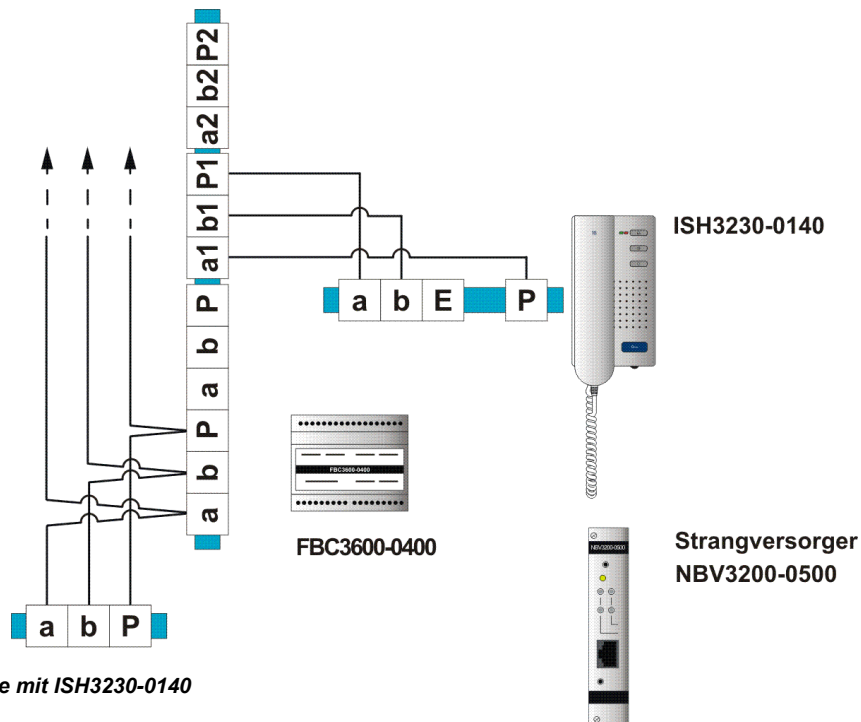 P2
b2
a2
P1
b1
a1
P
b
a
P
b
a
a b E P
ISH3230-0140
FBC3600-0400
FBC3600-0400
NBV3200-0500
Strangversorger
NBV3200-0500
a b P
e mit ISH3230-0140